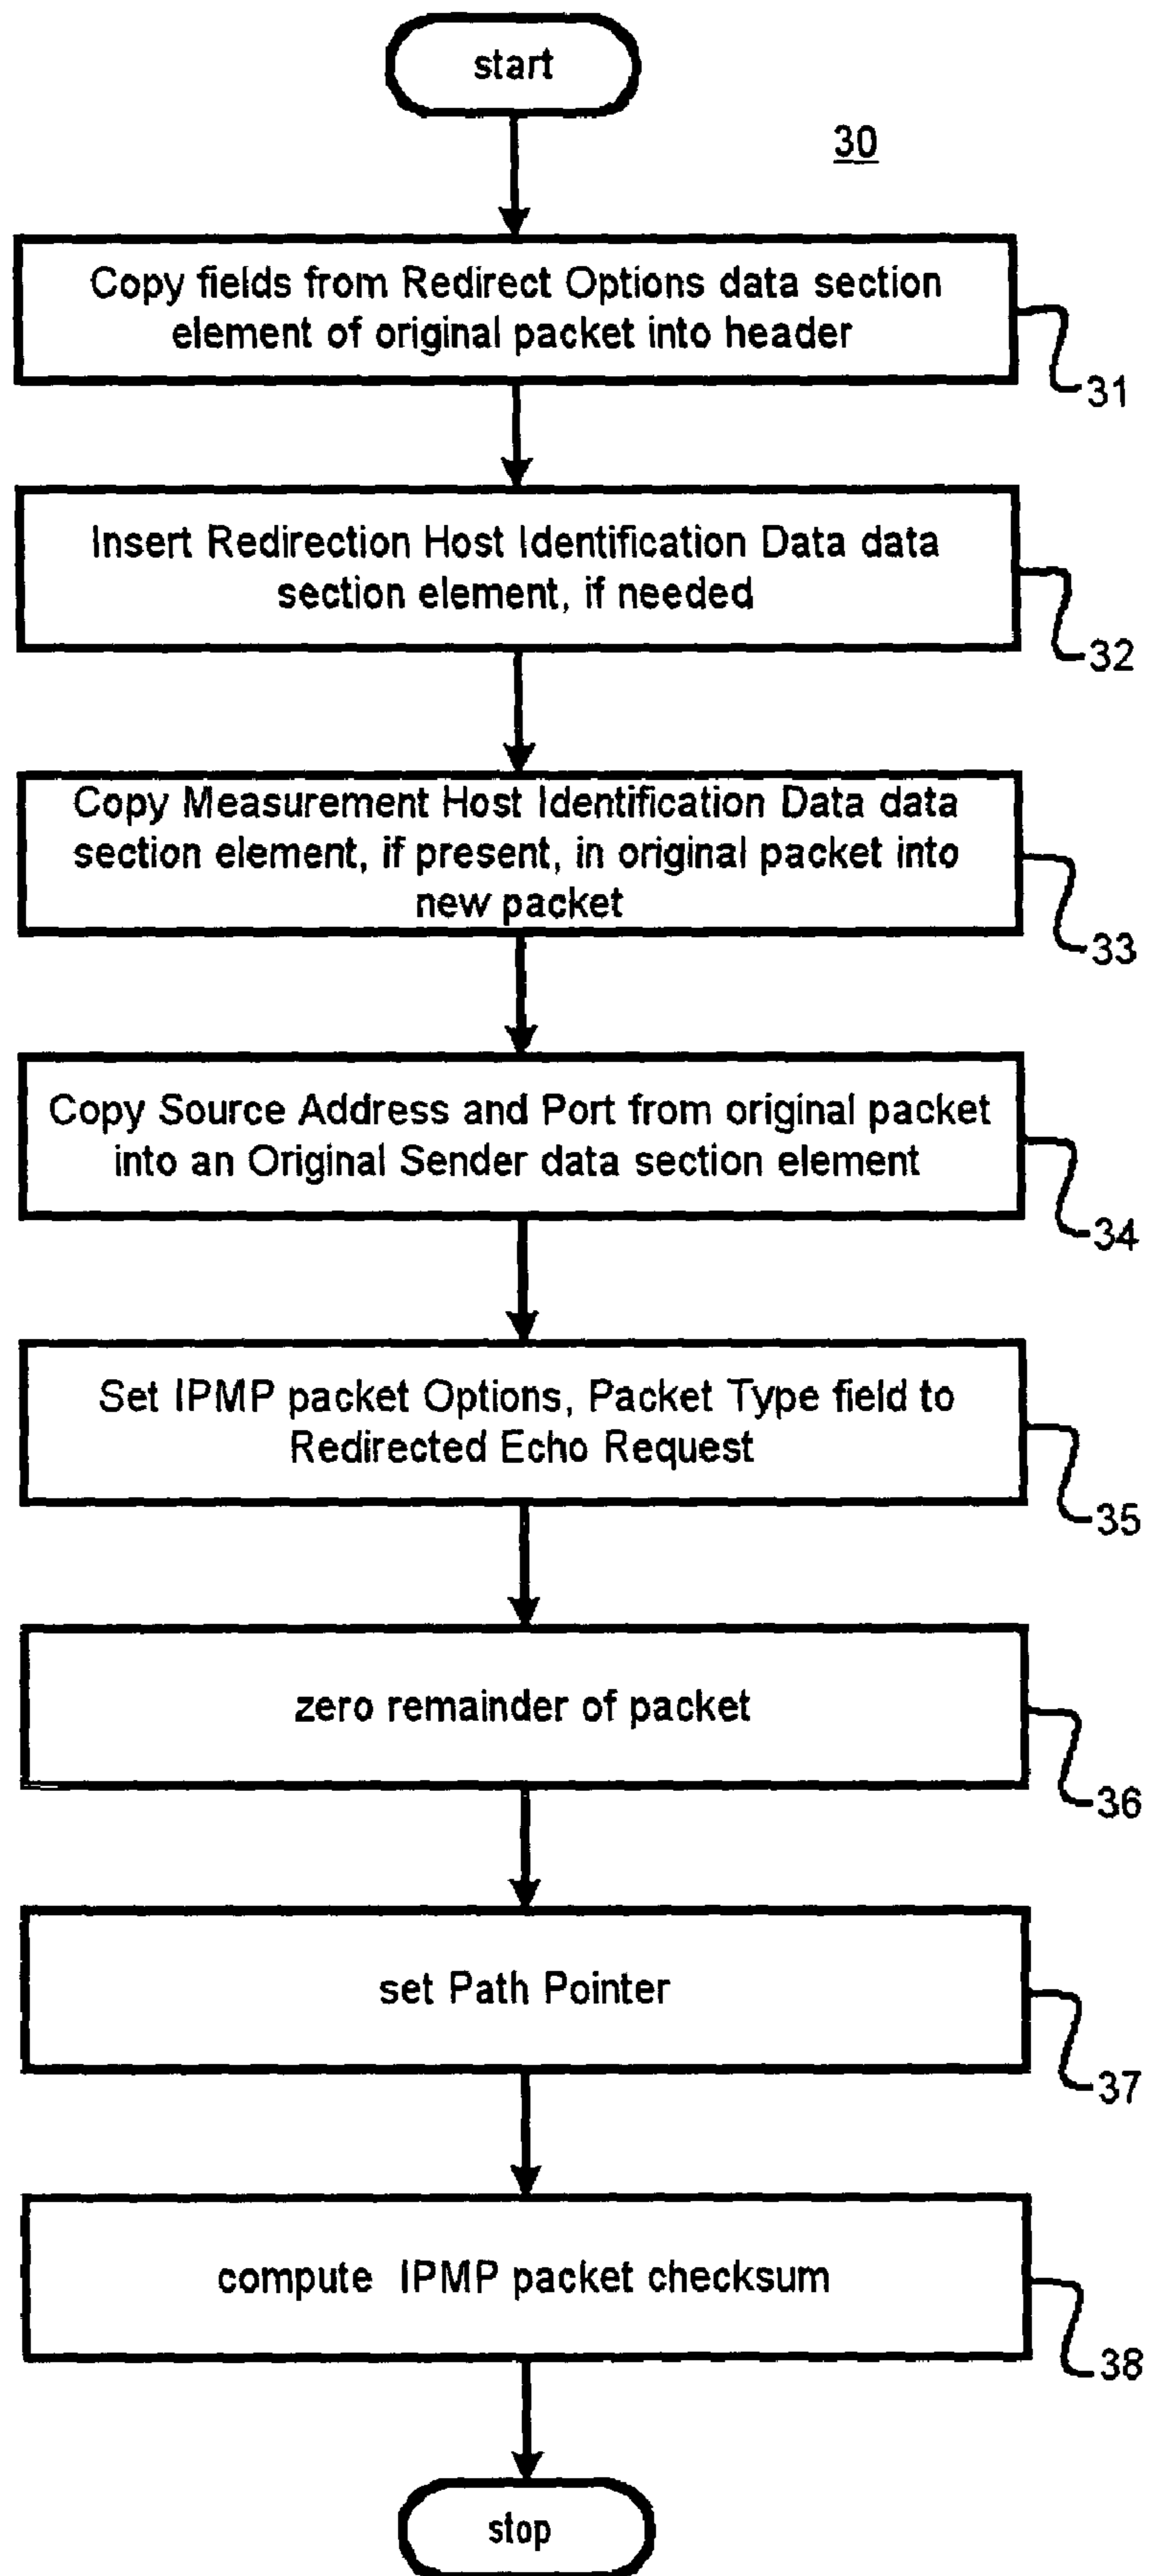 start
30
Copy fields from Redirect Options data section
element of original packet into header
31
Insert Redirection Host Identification Data data
section element, if needed
32
Copy Measurement Host Identification Data data
section element, if present, in original packet into
new packet
33
Copy Source Address and Port from original packet
into an Original Sender data section element
34
Set IPMP packet Options, Packet Type field to
Redirected Echo Request
35
zero remainder of packet
36
set Path Pointer
37
compute IPMP packet checksum
38
stop